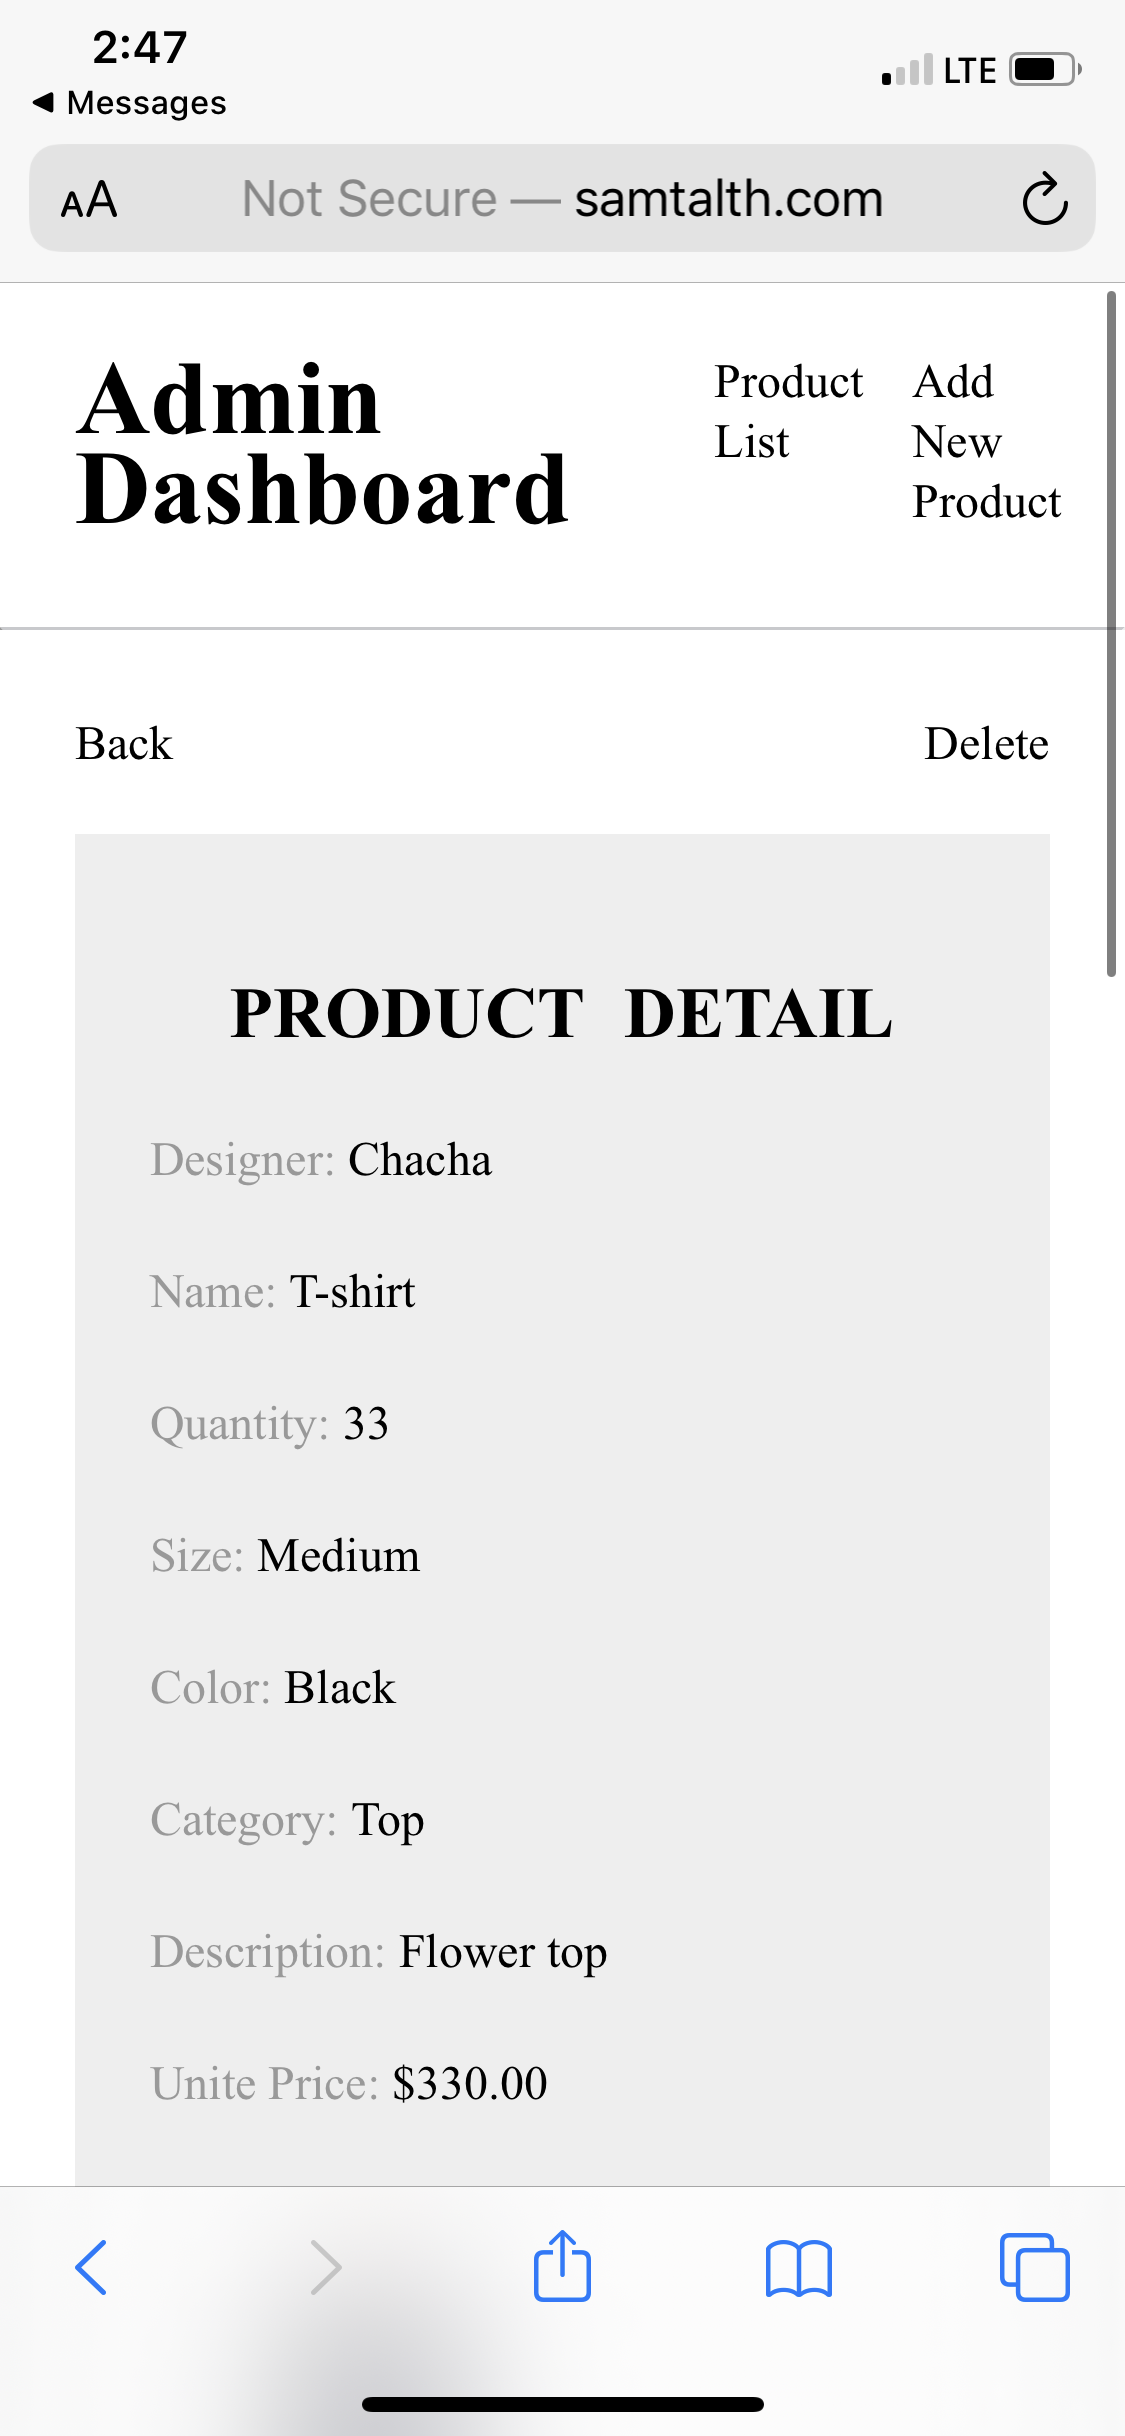 2:47
LTE
Messages
AA
Not Secure — samtalth.com
Admin
Dashboard
Product
List
Add
New
Product
Back
Delete
PRODUCT DETAIL
Designer: Chacha
Name: T-shirt
Quantity: 33
Size: Medium
Color: Black
Category: Top
Description: Flower top
Unite Price: $330.00